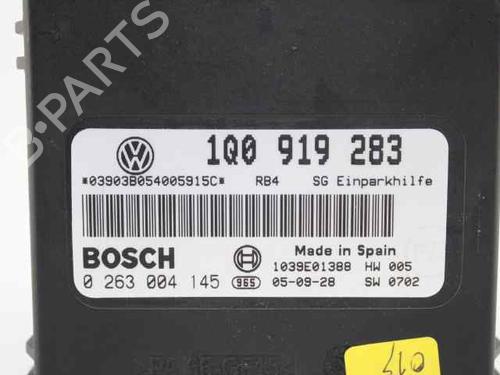 B-PARTS
1Q0 919 283
*03903B054005915C* RB4 SG Einparkhilfe
BOSCH
Made in Spain
1039E01388 HW 005
0 263 004 145 965 05-09-28 SW 0702